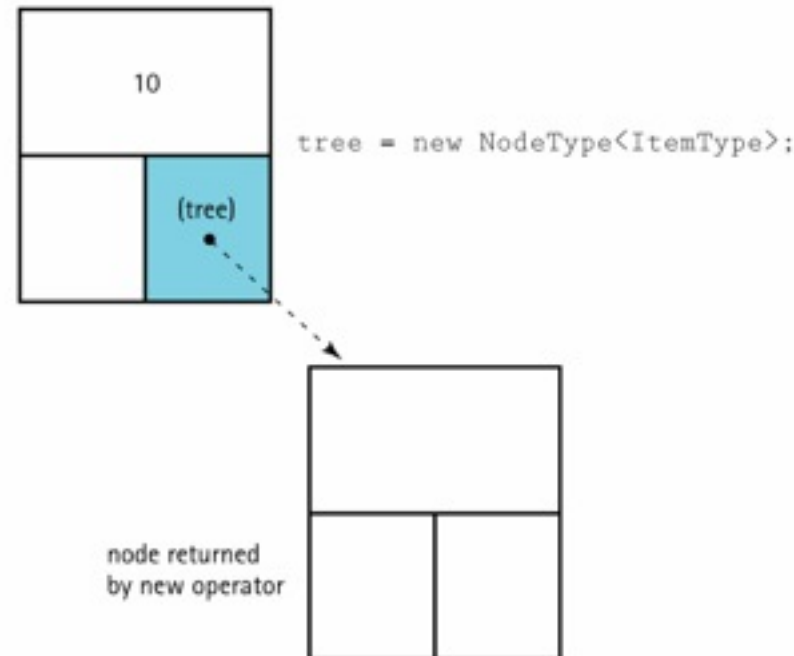 10
tree = new NodeType<ItemType>;
(tree)
node returned
by new operator